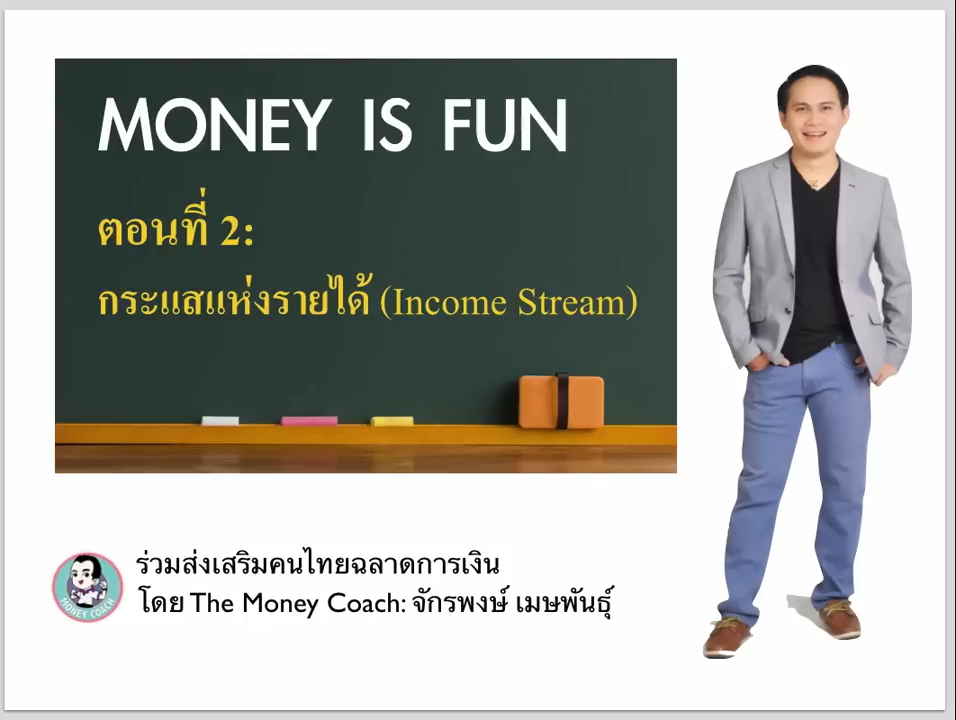 MONEY IS FUN
ตอนที่ 2:
กระแสแห่งรายได้ (Income Stream)
ร่วมส่งเสริมคนไทยฉลาดการเงิน
โดย The Money Coach: จักรพงษ์ เมษพันธุ์
MONEY COACH